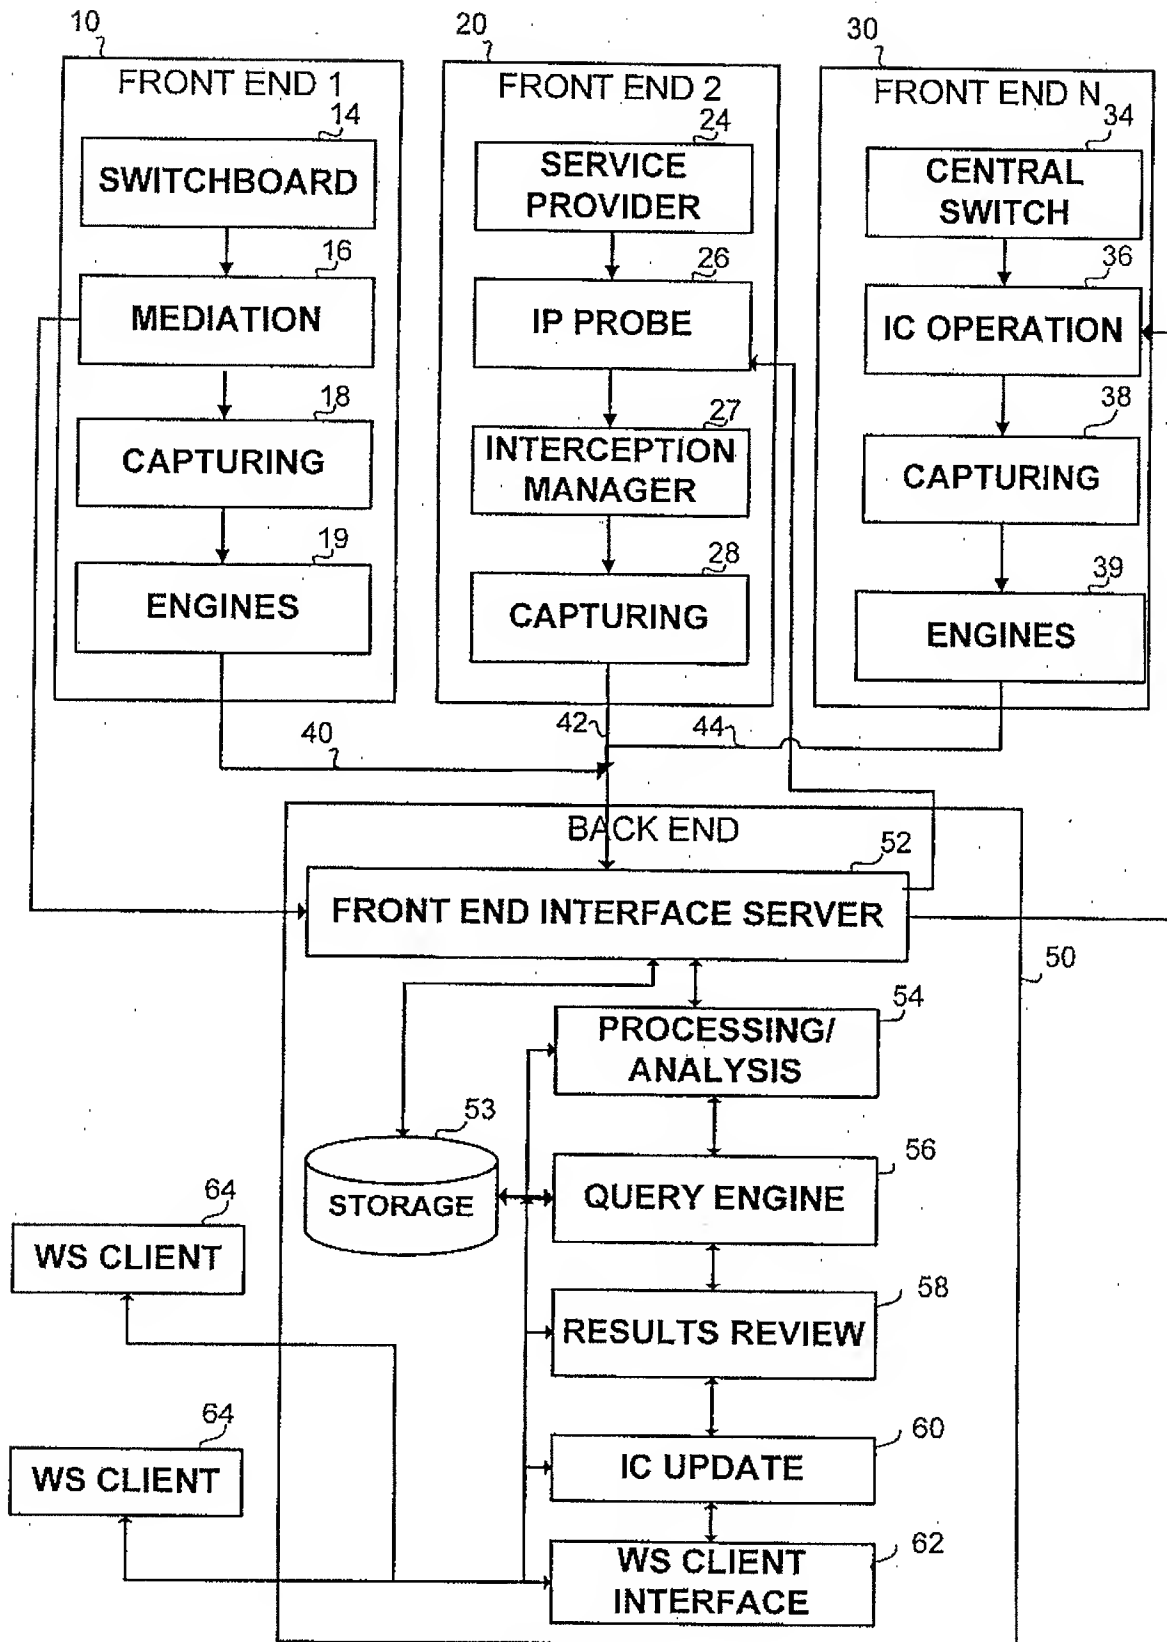 10
20
30
FRONT END 1
FRONT END 2
FRONT END N
14
24
34
SWITCHBOARD
SERVICE
PROVIDER
CENTRAL
SWITCH
16
26
36
MEDIATION
IP PROBE
IC OPERATION
18
27
38
CAPTURING
INTERCEPTION
MANAGER
CAPTURING
19
28
39
ENGINES
CAPTURING
ENGINES
40
42
44
BACK END
52
FRONT END INTERFACE SERVER
50
54
PROCESSING/
ANALYSIS
53
56
STORAGE
QUERY ENGINE
64
WS CLIENT
58
RESULTS REVIEW
64
WS CLIENT
60
IC UPDATE
62
WS CLIENT
INTERFACE